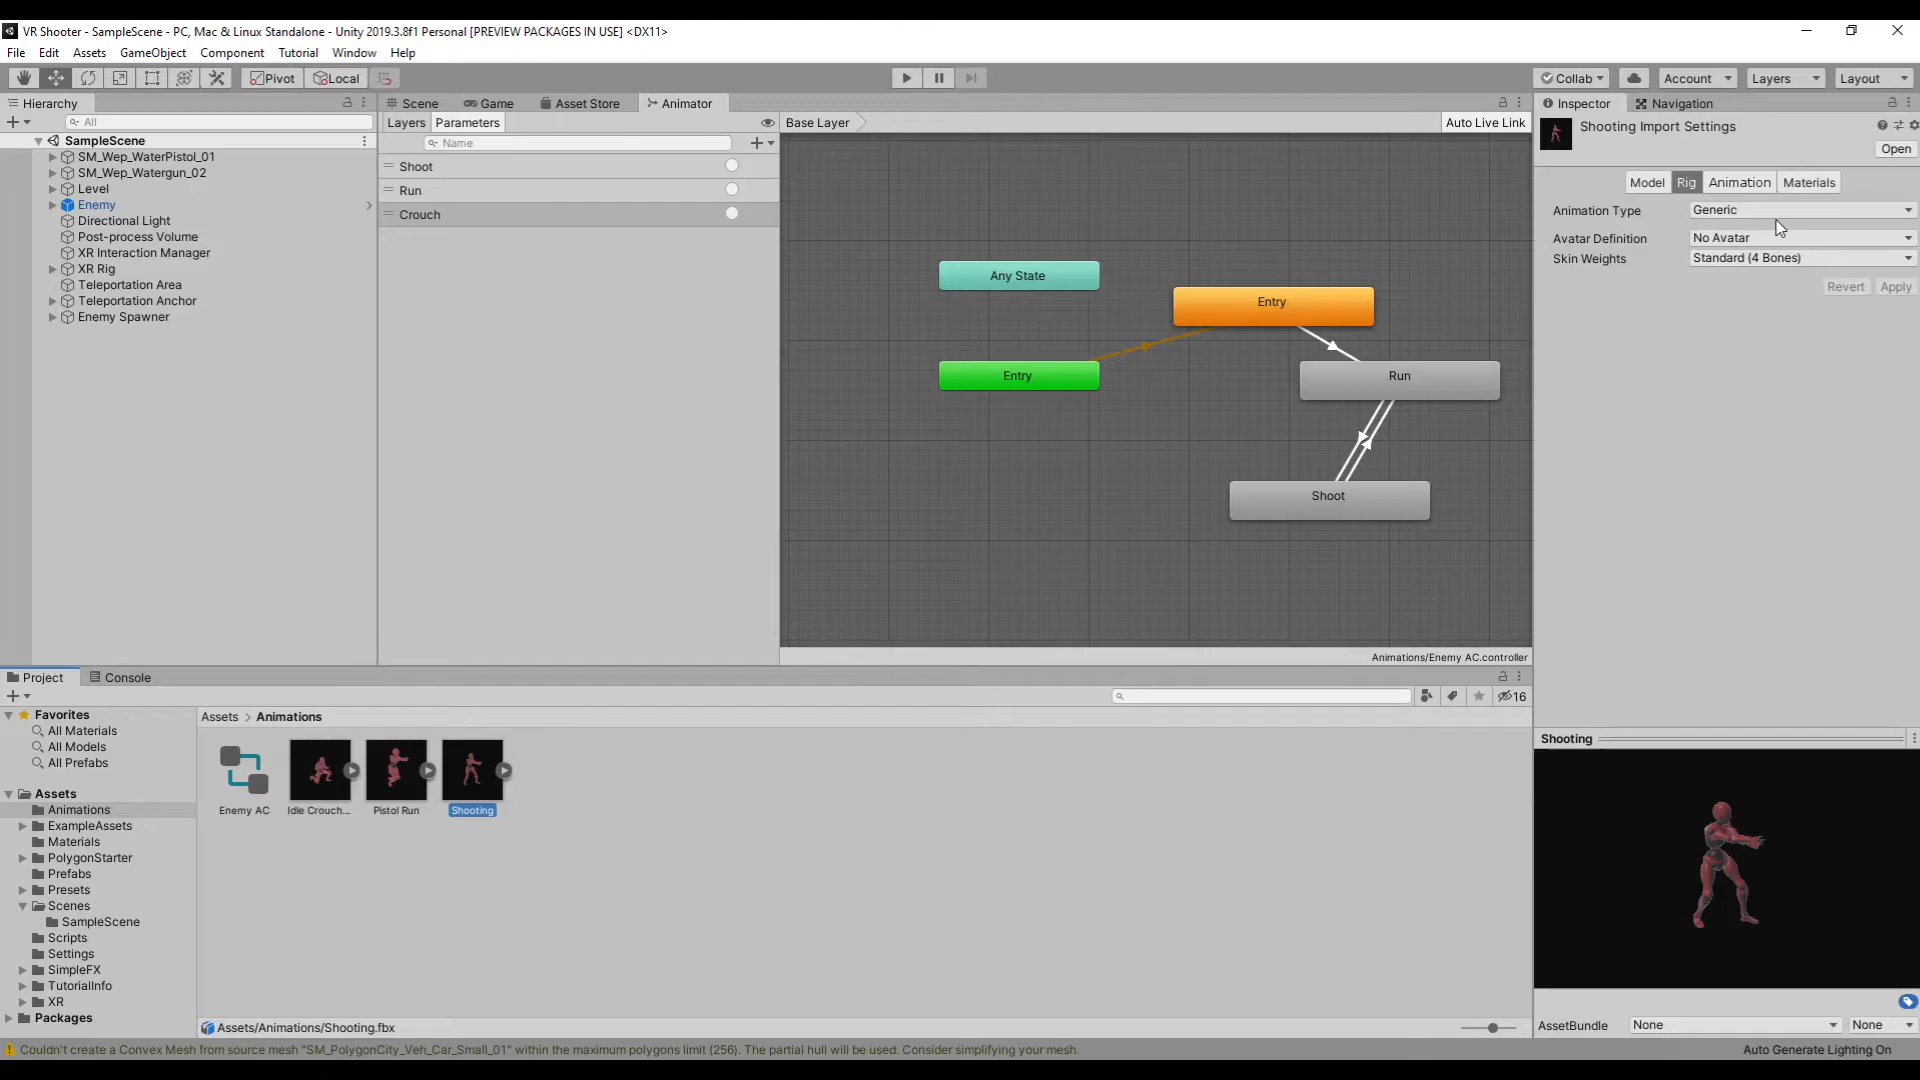 VR Shooter - SampleScene - PC, Mac & Linux Standalone - Unity 2019.3.8f1 Personal [PREVIEW PACKAGES IN USE] <DX11>
File Edit Assets GameObject Component Tutorial Window Help
Pivot Local Collab Account Layers Layout
Hierarchy
All
SampleScene
SM_Wep_WaterPistol_01
SM_Wep_Watergun_02
Level
Enemy
Directional Light
Post-process Volume
XR Interaction Manager
XR Rig
Teleportation Area
Teleportation Anchor
Enemy Spawner
Scene Game Asset Store Animator
Layers Parameters
Name
Shoot
Run
Crouch
Base Layer Auto Live Link
Any State
Entry
Entry
Run
Shoot
Animations/Enemy AC.controller
Inspector Navigation
Shooting Import Settings
Open
Model Rig Animation Materials
Animation Type Generic
Avatar Definition No Avatar
Skin Weights Standard (4 Bones)
Revert Apply
Project Console
16
Favorites
All Materials
All Models
All Prefabs
Assets
Animations
ExampleAssets
Materials
PolygonStarter
Prefabs
Presets
Scenes
SampleScene
Scripts
Settings
SimpleFX
TutorialInfo
XR
Packages
Assets > Animations
Enemy AC Idle Crouch... Pistol Run Shooting
Assets/Animations/Shooting.fbx
Shooting
AssetBundle None None
Couldn't create a Convex Mesh from source mesh "SM_PolygonCity_Veh_Car_Small_01" within the maximum polygons limit (256). The partial hull will be used. Consider simplifying your mesh.
Auto Generate Lighting On